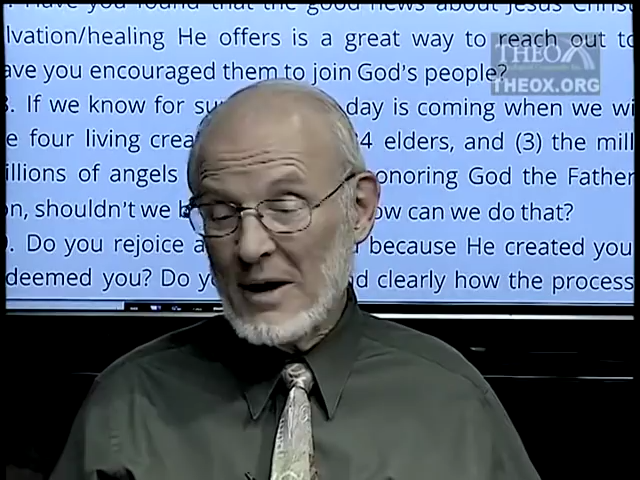 Have you found that the good news about Jesus Christ
lvation/healing He offers is a great way to reach out to
ave you encouraged them to join God's people?
THEO
THEOX.ORG
. If we know for su day is coming when we wi
e four living crea 24 elders, and (3) the mill
illions of angels onoring God the Father
on, shouldn't we ow can we do that?
. Do you rejoice a because He created you
deemed you? Do yo d clearly how the process